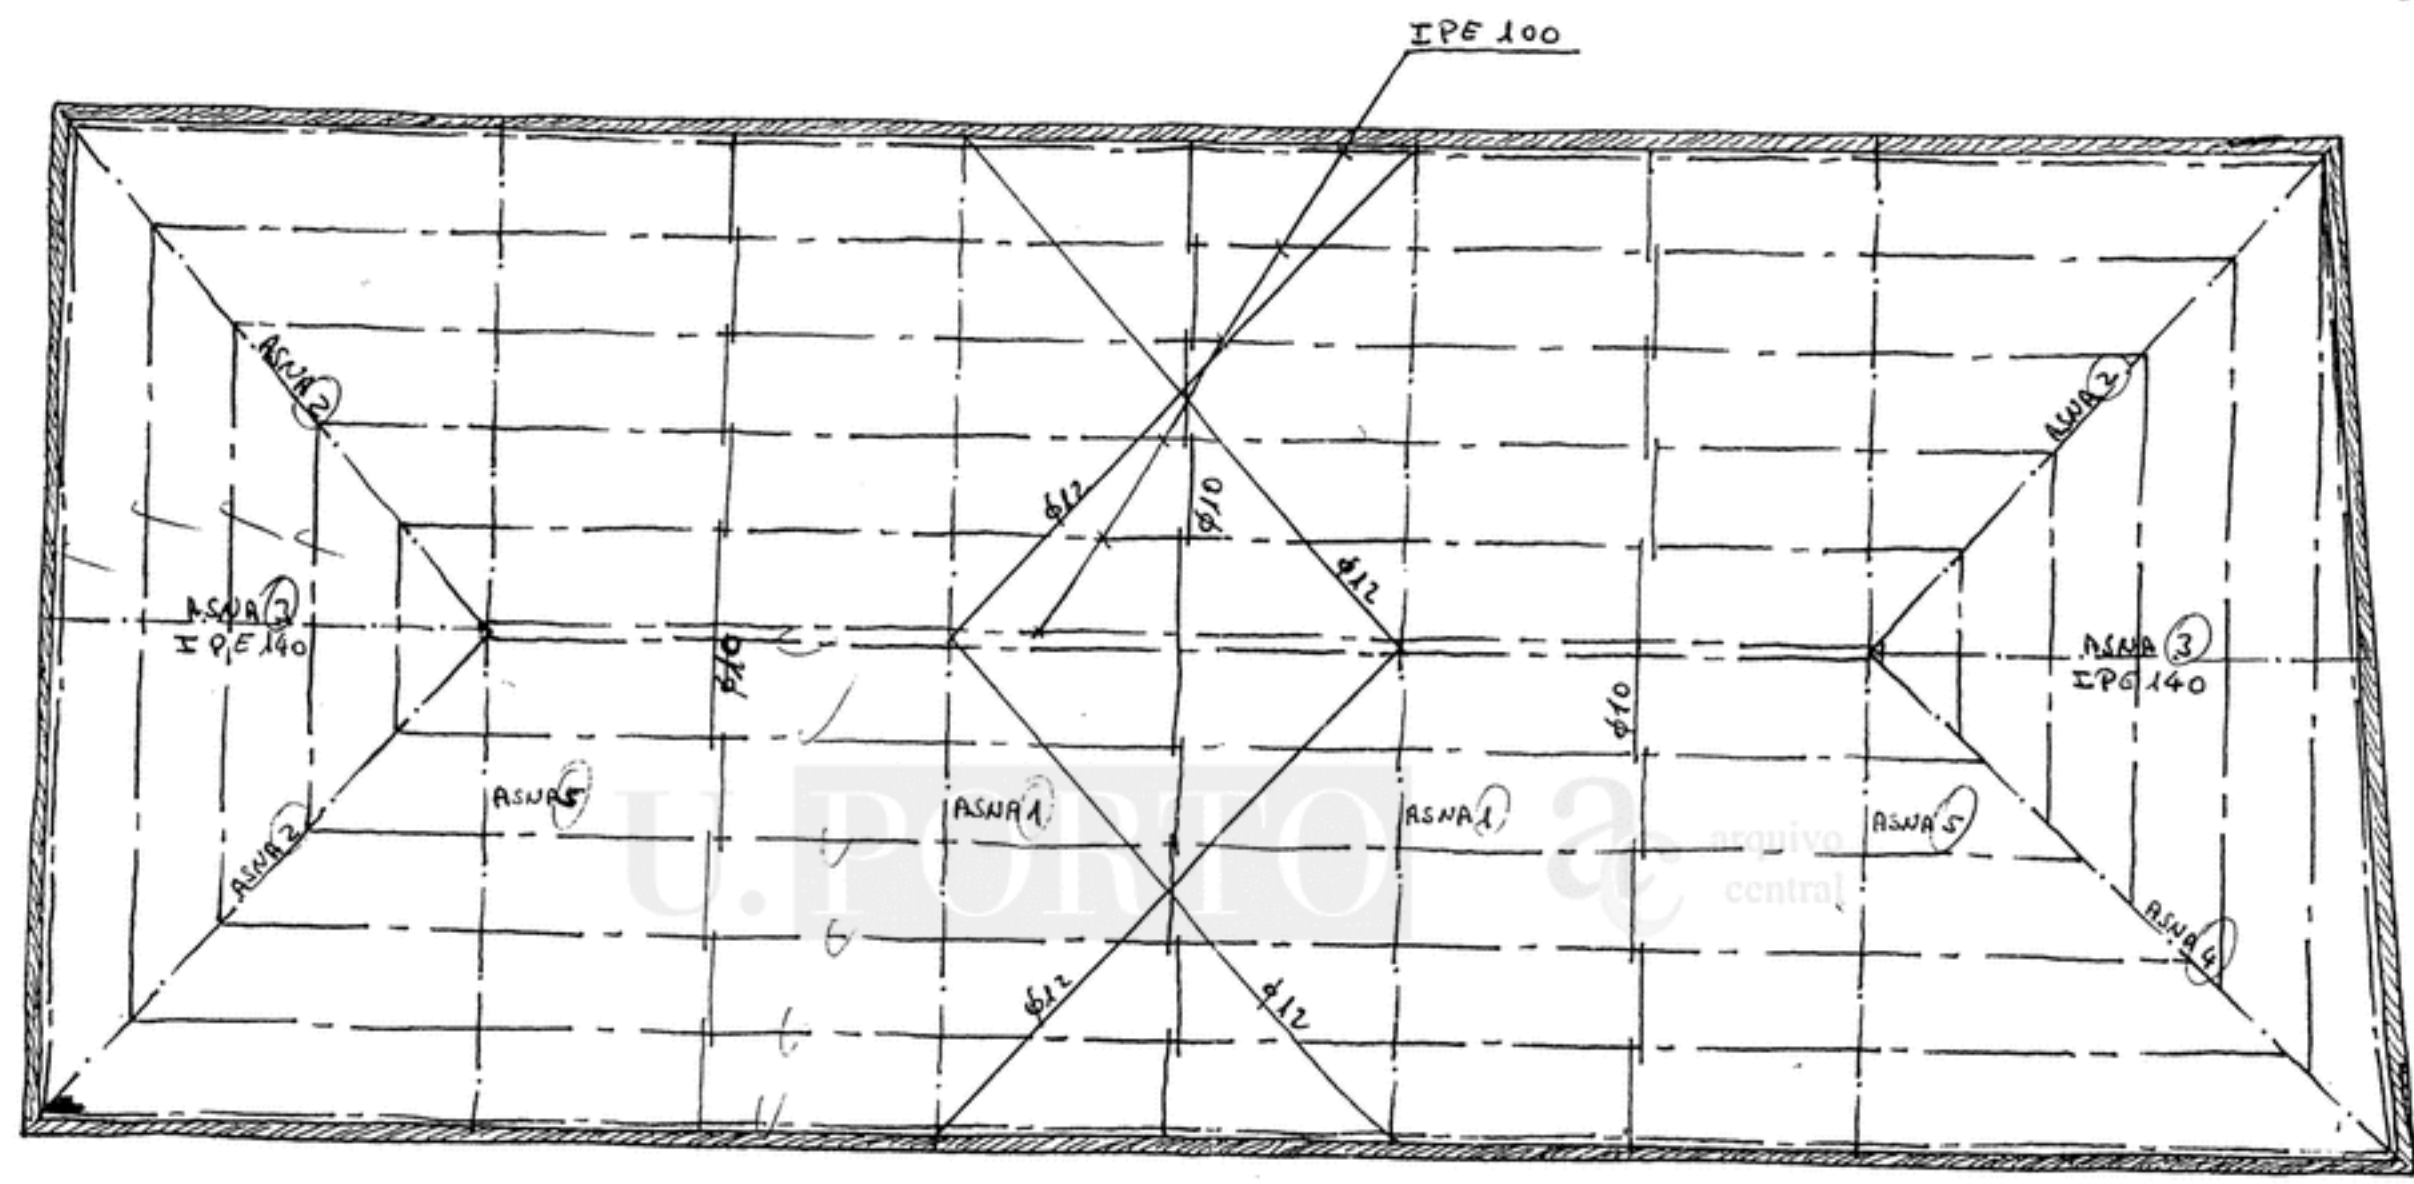 IPE 100
ASNA 2
ASNA 2
φ12
φ10
φ12
ASNA 3
IPE 140
φ10
ASNA 3
IPE 140
φ10
ASNA 5
ASNA 1
ASNA 1
ASNA 5
ASNA 2
U. PORTO
ac
arquivo
central
ASNA 4
φ12
φ12